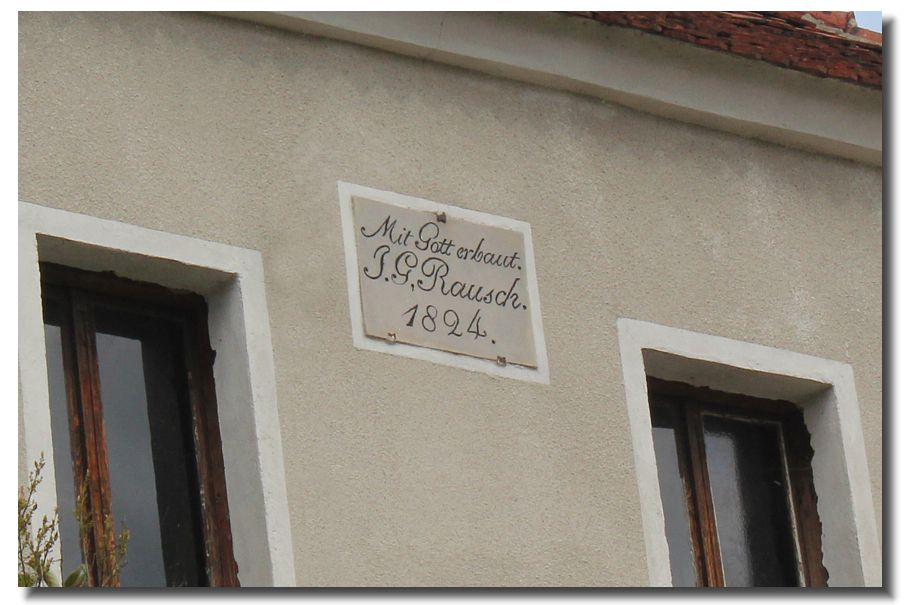 Mit Gott erbaut.
J. G. Rausch.
1824.